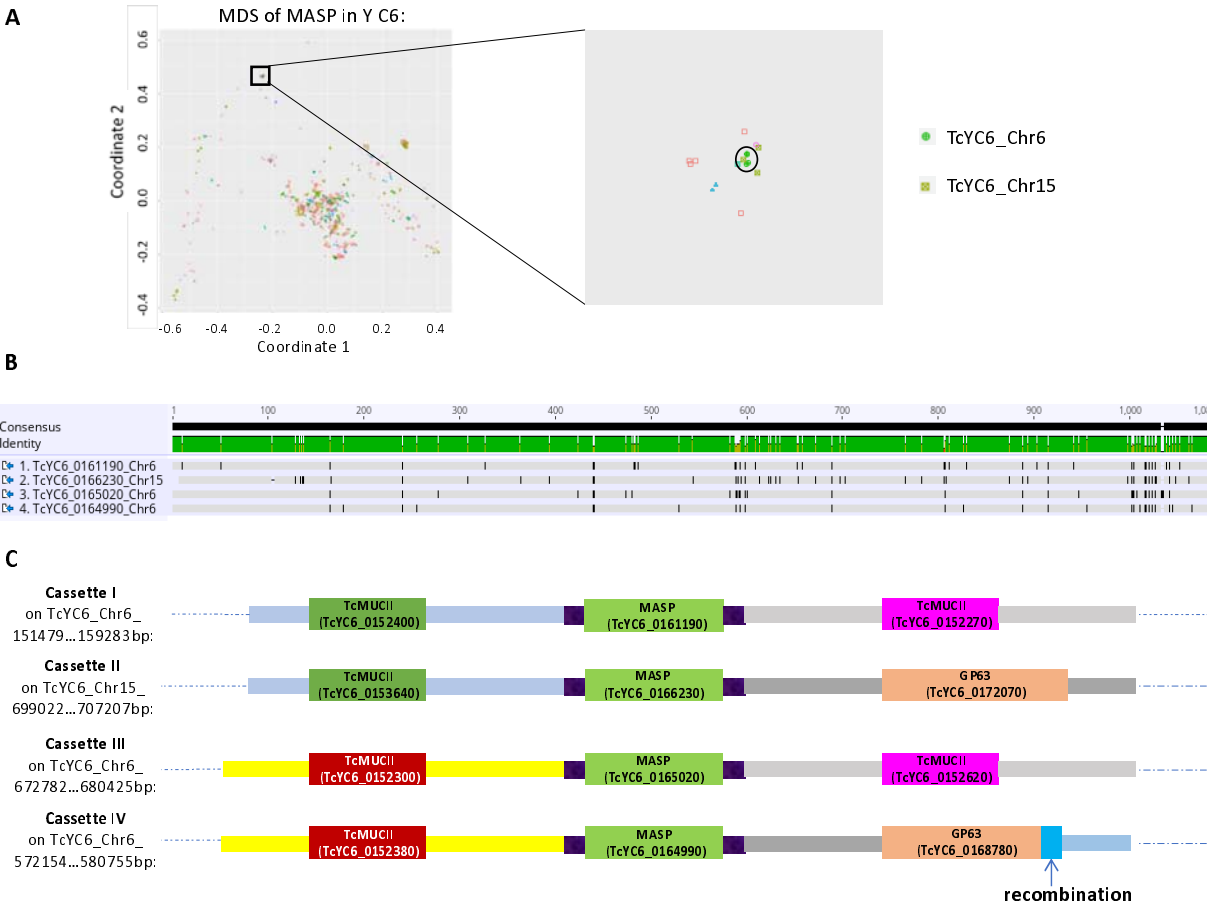 A
MDS of MASP in Y C6:
Coordinate 2
0.6
0.4
0.2
0.0
-0.2
-0.4
-0.6 -0.4 -0.2 0.0 0.2 0.4
Coordinate 1
TcYC6_Chr6
TcYC6_Chr15
B
1 100 200 300 400 500 600 700 800 900 1,000 1,08
Consensus
Identity
1. TcYC6_0161190_Chr6
2. TcYC6_0166230_Chr15
3. TcYC6_0165020_Chr6
4. TcYC6_0164990_Chr6
C
Cassette I
on TcYC6_Chr6_
151479...159283bp:
TcMUCII
(TcYC6_0152400)
MASP
(TcYC6_0161190)
TcMUCII
(TcYC6_0152270)
Cassette II
on TcYC6_Chr15_
699022...707207bp:
TcMUCII
(TcYC6_0153640)
MASP
(TcYC6_0166230)
GP63
(TcYC6_0172070)
Cassette III
on TcYC6_Chr6_
672782...680425bp:
TcMUCII
(TcYC6_0152300)
MASP
(TcYC6_0165020)
TcMUCII
(TcYC6_0152620)
Cassette IV
on TcYC6_Chr6_
572154...580755bp:
TcMUCII
(TcYC6_0152380)
MASP
(TcYC6_0164990)
GP63
(TcYC6_0168780)
recombination